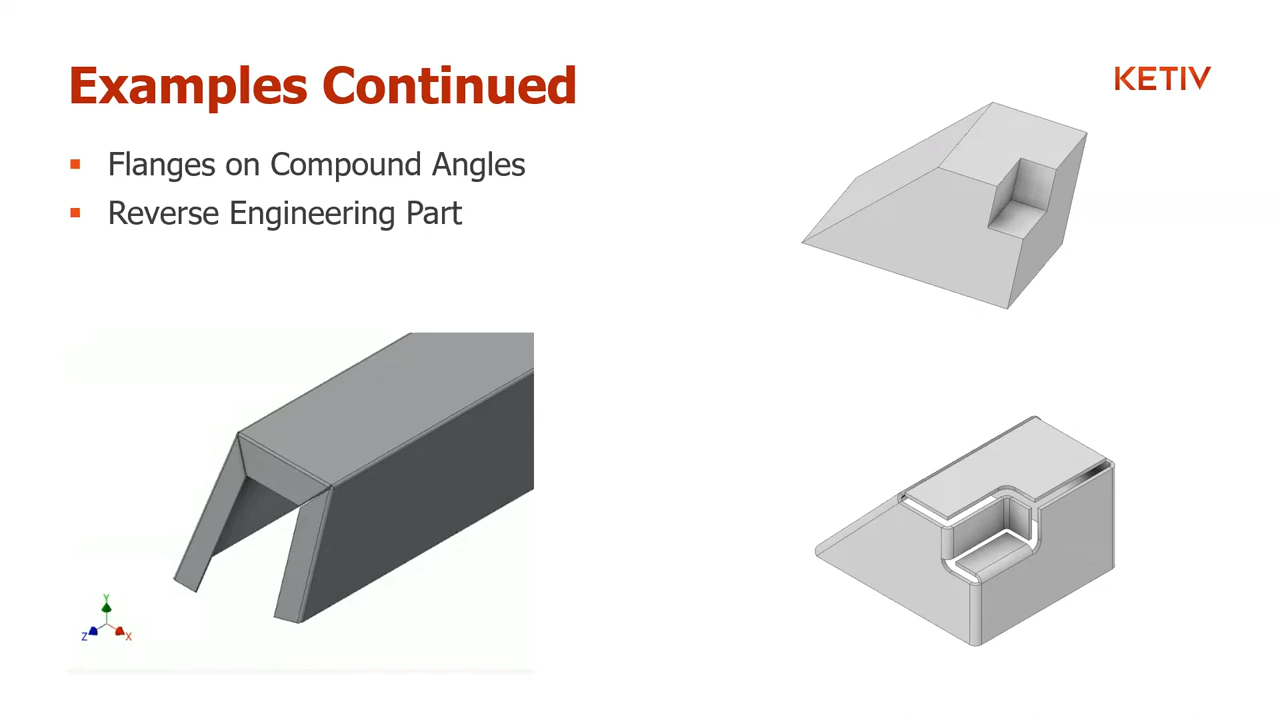 Examples Continued
KETIV
Flanges on Compound Angles
Reverse Engineering Part
Y
Z
X